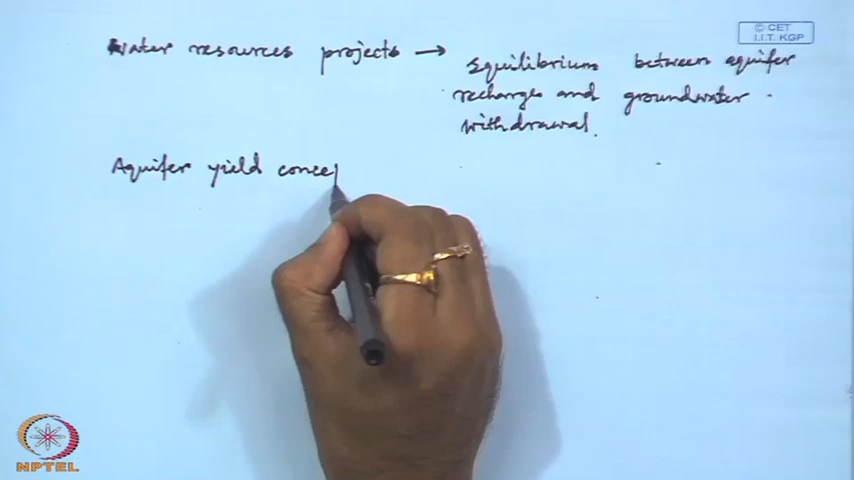 © CET
I.I.T. KGP
Water resources projects → Equilibrium between aquifer
recharge and groundwater
withdrawal.
Aquifer yield conce
NPTEL